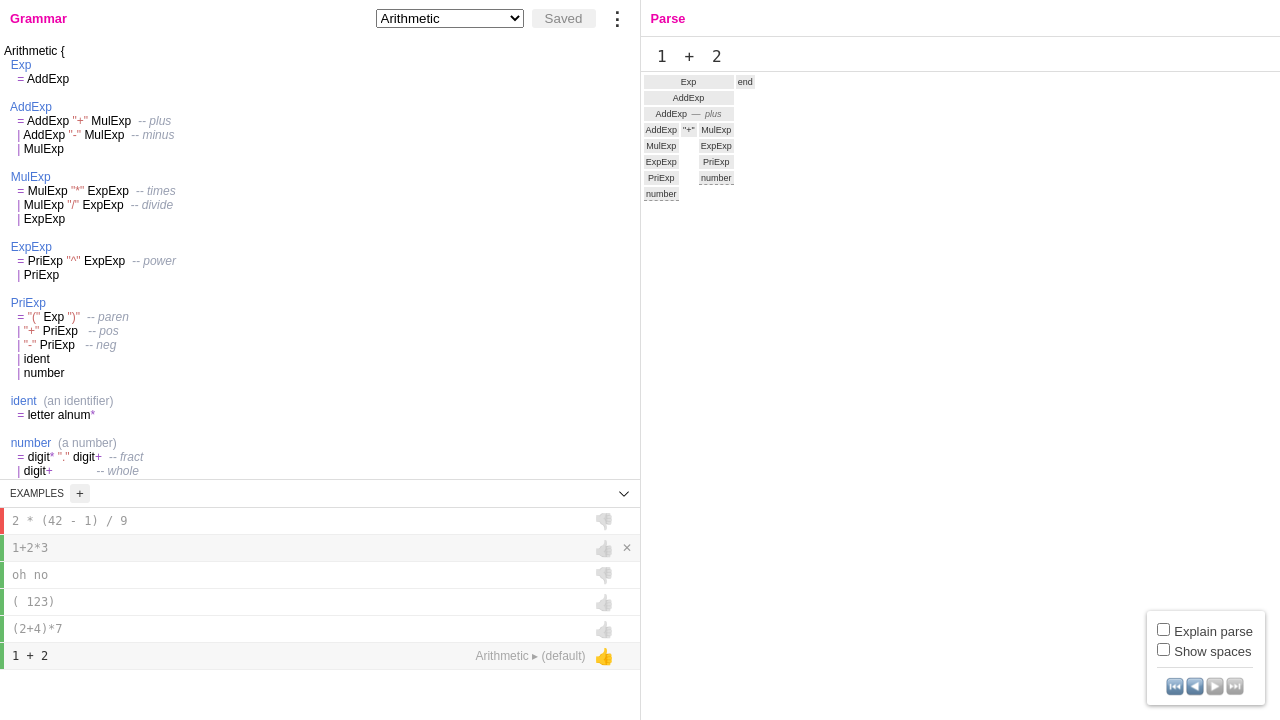 Grammar
Arithmetic
Saved
Arithmetic {
Exp
= AddExp
AddExp
= AddExp "+" MulExp -- plus
| AddExp "-" MulExp -- minus
| MulExp
MulExp
= MulExp "*" ExpExp -- times
| MulExp "/" ExpExp -- divide
| ExpExp
ExpExp
= PriExp "^" ExpExp -- power
| PriExp
PriExp
= "(" Exp ")" -- paren
| "+" PriExp -- pos
| "-" PriExp -- neg
| ident
| number
ident (an identifier)
= letter alnum*
number (a number)
= digit* "." digit+ -- fract
| digit+ -- whole
EXAMPLES +
2 * (42 - 1) / 9
1+2*3
oh no
( 123)
(2+4)*7
1 + 2 Arithmetic ▸ (default)
Parse
1 + 2
Exp end
AddExp
AddExp — plus
AddExp "+" MulExp
MulExp ExpExp
ExpExp PriExp
PriExp number
number
Explain parse
Show spaces